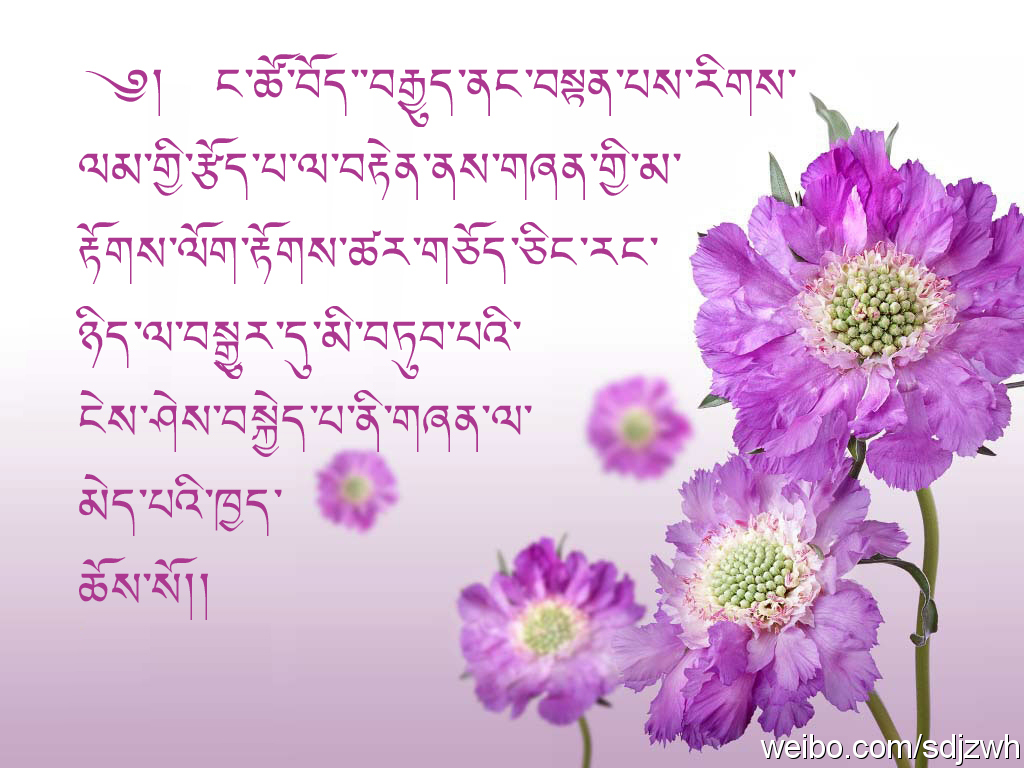 ༄༅། ང་ཚོ་བོད་་བརྒྱུད་ནང་བསྟན་པས་རིགས་
ལམ་གྱི་རྩོད་པ་ལ་བརྟེན་ནས་གཞན་གྱི་མ་
རྟོགས་ལོག་རྟོགས་ཚར་གཅོད་ཅིང་རང་
ཉིད་ལ་བསྒྱུར་དུ་མི་བཏུབ་པའི་
ངེས་ཤེས་བསྐྱེད་པ་ནི་གཞན་ལ་
མེད་པའི་ཁྱད་
ཆོས་སོ།།
weibo.com/sdjzwh